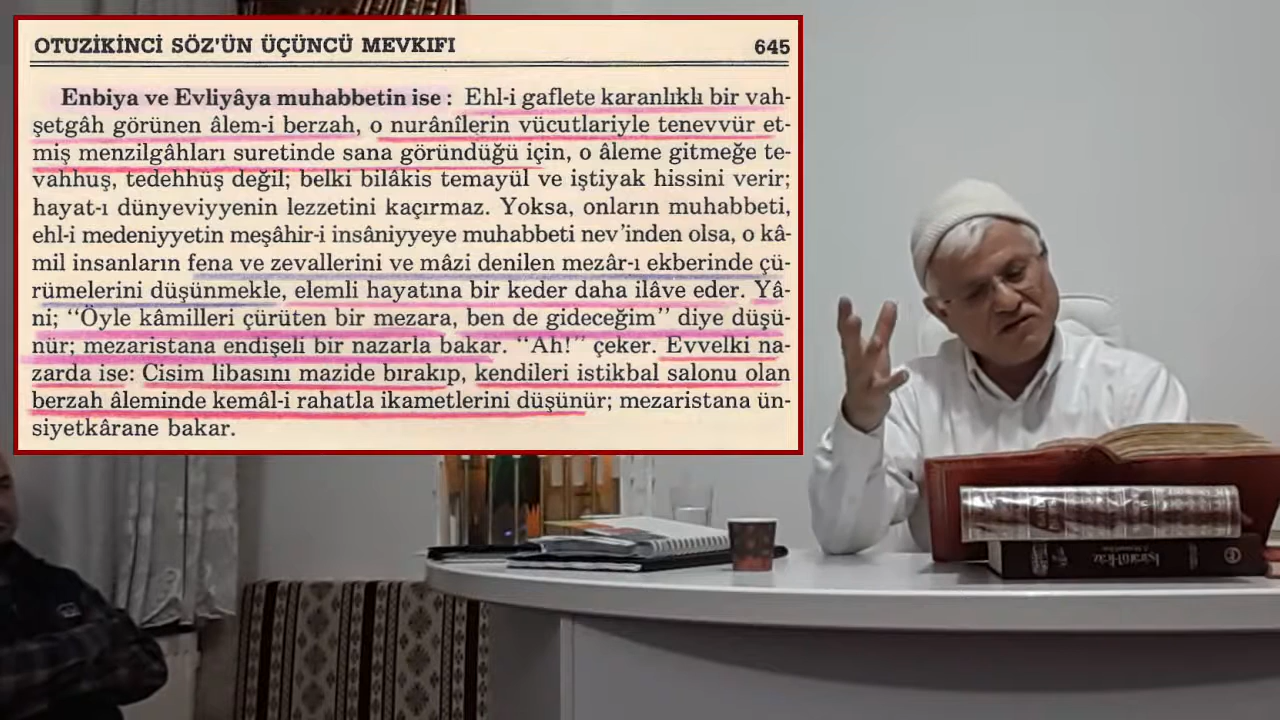 OTUZİKİNCİ SÖZ'ÜN ÜÇÜNCÜ MEVKIFI 645
Enbiya ve Evliyâya muhabbetin ise : Ehl-i gaflete karanlıklı bir vah-
şetgâh görünen âlem-i berzah, o nurânîlerin vücutlariyle tenevvür et-
miş menzilgâhları suretinde sana göründüğü için, o âleme gitmeğe te-
vahhuş, tedehhüş değil; belki bilâkis temayül ve iştiyak hissini verir;
hayat-ı dünyeviyyenin lezzetini kaçırmaz. Yoksa, onların muhabbeti,
ehl-i medeniyyetin meşâhir-i insâniyyeye muhabbeti nev'inden olsa, o kâ-
mil insanların fena ve zevallerini ve mâzi denilen mezâr-ı ekberinde çü-
rümelerini düşünmekle, elemli hayatına bir keder daha ilâve eder. Yâ-
ni; "Öyle kâmilleri çürüten bir mezara, ben de gideceğim" diye düşü-
nür; mezaristana endişeli bir nazarla bakar. "Ah!" çeker. Evvelki na-
zarda ise: Cisim libasını mazide bırakıp, kendileri istikbal salonu olan
berzah âleminde kemâl-i rahatla ikametlerini düşünür; mezaristana ün-
siyetkârane bakar.
İşârâtü'l-İ'câz